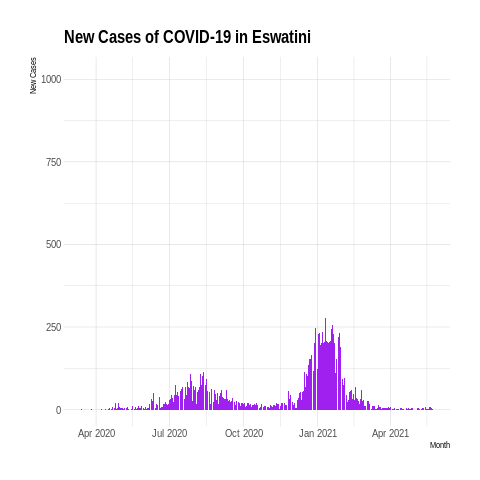 New Cases of COVID-19 in Eswatini
New Cases
1000
750
500
250
0
Apr 2020 Jul 2020 Oct 2020 Jan 2021 Apr 2021
Month